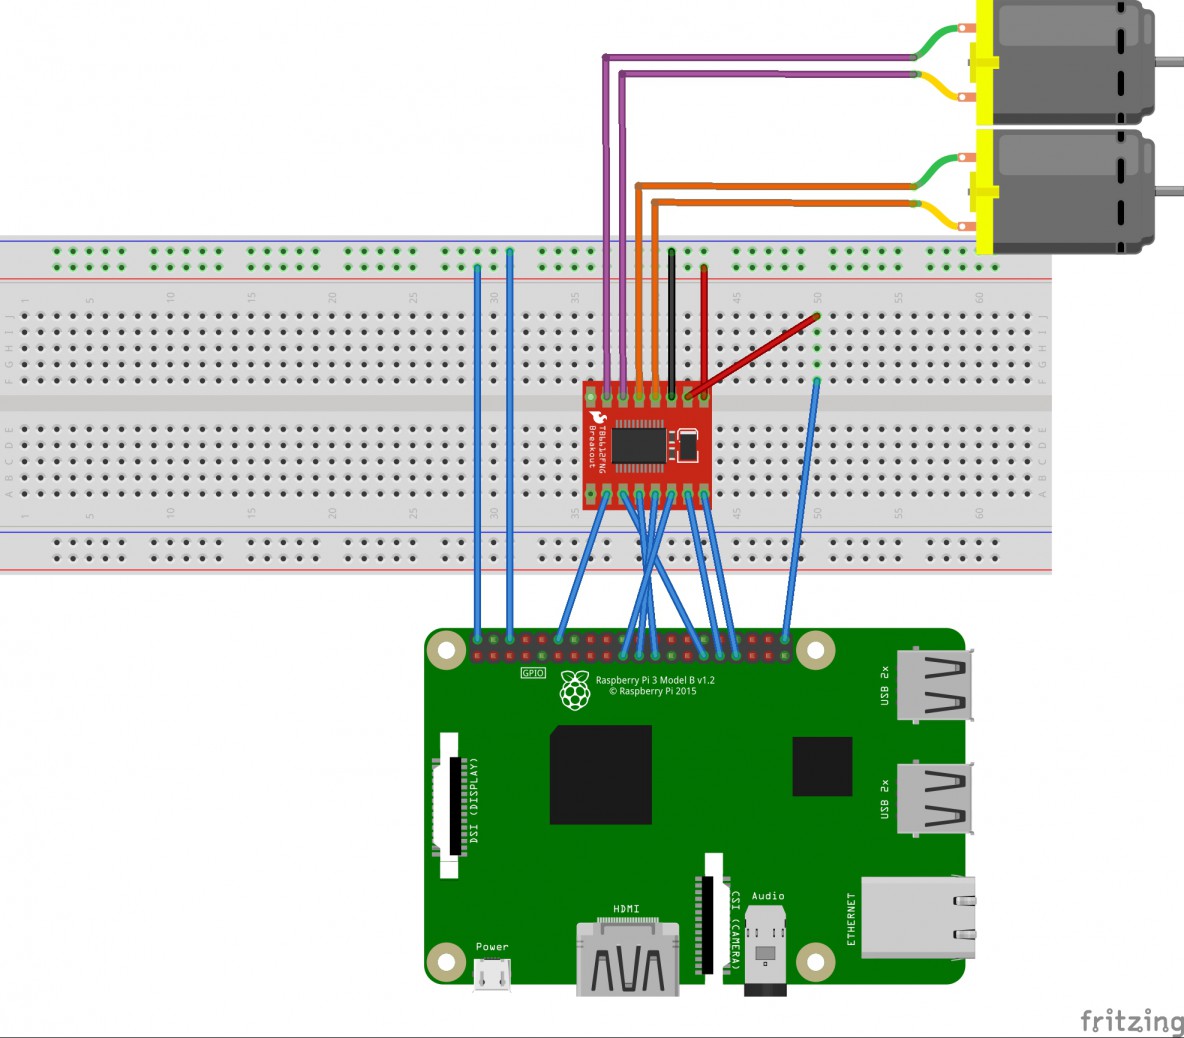 1 5 10 15 20 25 30 35 45 50 55 60
J
I
H
G
F
TB6612FNG
Breakout
E
D
C
B
A
1 5 10 15 20 25 30 35 45 50 55 60
GPIO
Raspberry Pi 3 Model B v1.2
© Raspberry Pi 2015
USB 2x
DSI (DISPLAY)
USB 2x
HDMI
Audio
CSI (CAMERA)
ETHERNET
Power
fritzing